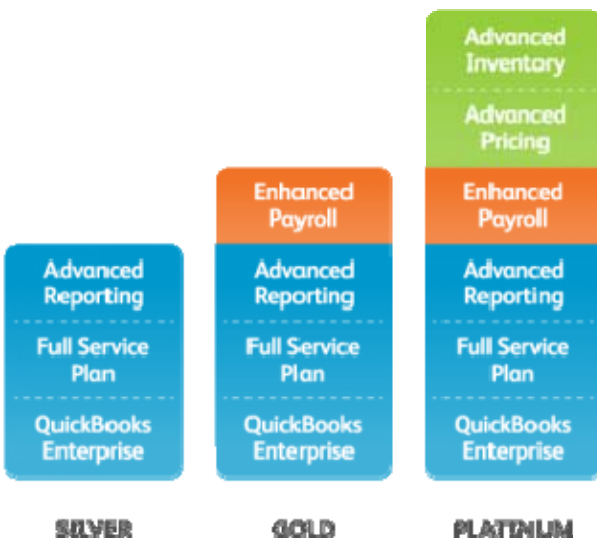 Advanced
Inventory
Advanced
Pricing
Enhanced
Payroll
Enhanced
Payroll
Advanced
Reporting
Advanced
Reporting
Advanced
Reporting
Full Service
Plan
Full Service
Plan
Full Service
Plan
QuickBooks
Enterprise
QuickBooks
Enterprise
QuickBooks
Enterprise
SILVER
GOLD
PLATINUM